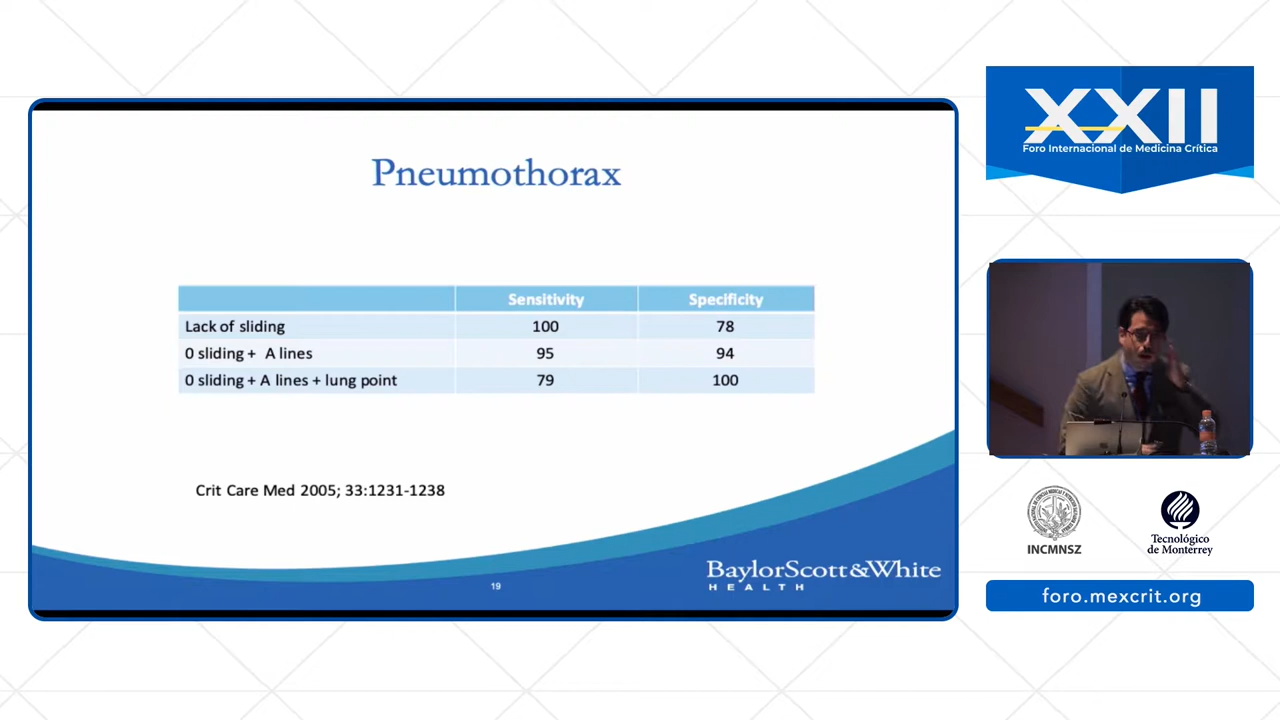 Pneumothorax
Sensitivity Specificity
Lack of sliding 100 78
0 sliding + A lines 95 94
0 sliding + A lines + lung point 79 100
Crit Care Med 2005; 33:1231-1238
19
BaylorScott&White
HEALTH
XXII
Foro Internacional de Medicina Crítica
INCMNSZ
Tecnológico
de Monterrey
foro.mexcrit.org